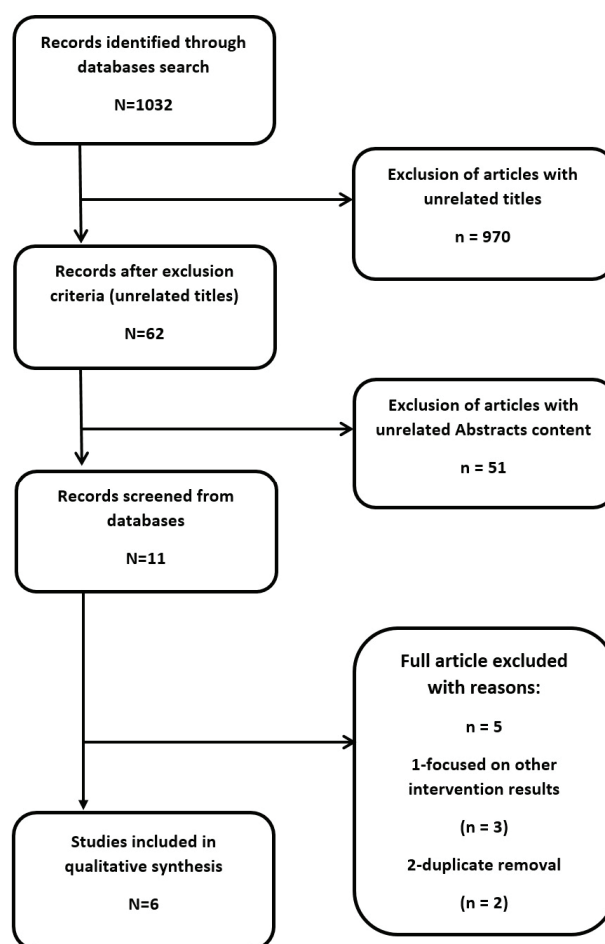 Records identified through
databases search
N=1032
Exclusion of articles with
unrelated titles
n = 970
Records after exclusion
criteria (unrelated titles)
N=62
Exclusion of articles with
unrelated Abstracts content
n = 51
Records screened from
databases
N=11
Full article excluded
with reasons:
n = 5
1-focused on other
intervention results
(n = 3)
2-duplicate removal
(n = 2)
Studies included in
qualitative synthesis
N=6